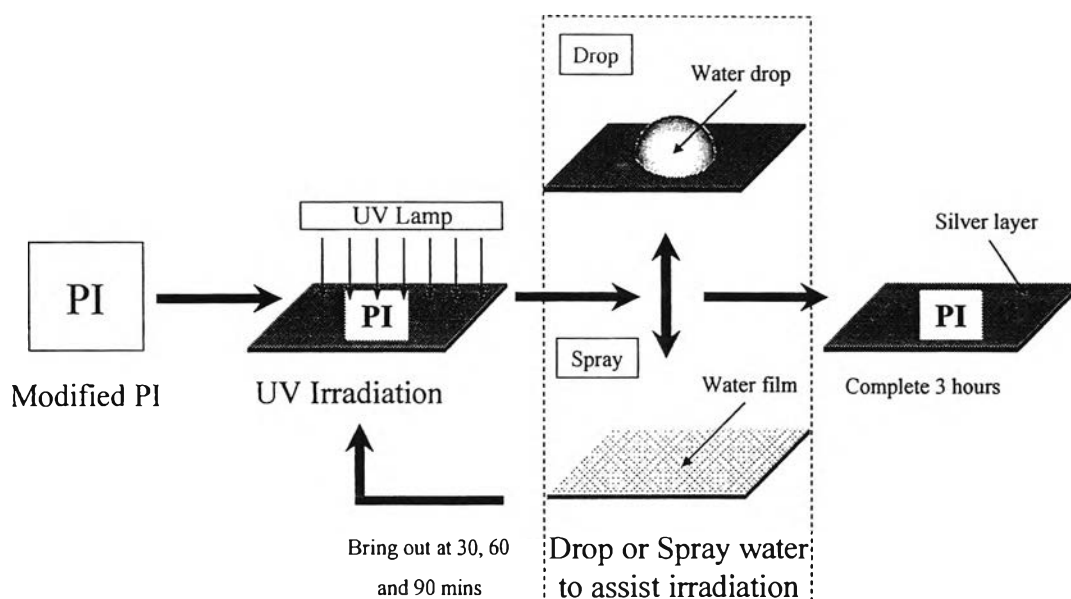 PI
Modified PI
UV Lamp
PI
UV Irradiation
Bring out at 30, 60
and 90 mins
Drop
Water drop
Spray
Water film
Drop or Spray water
to assist irradiation
Silver layer
PI
Complete 3 hours